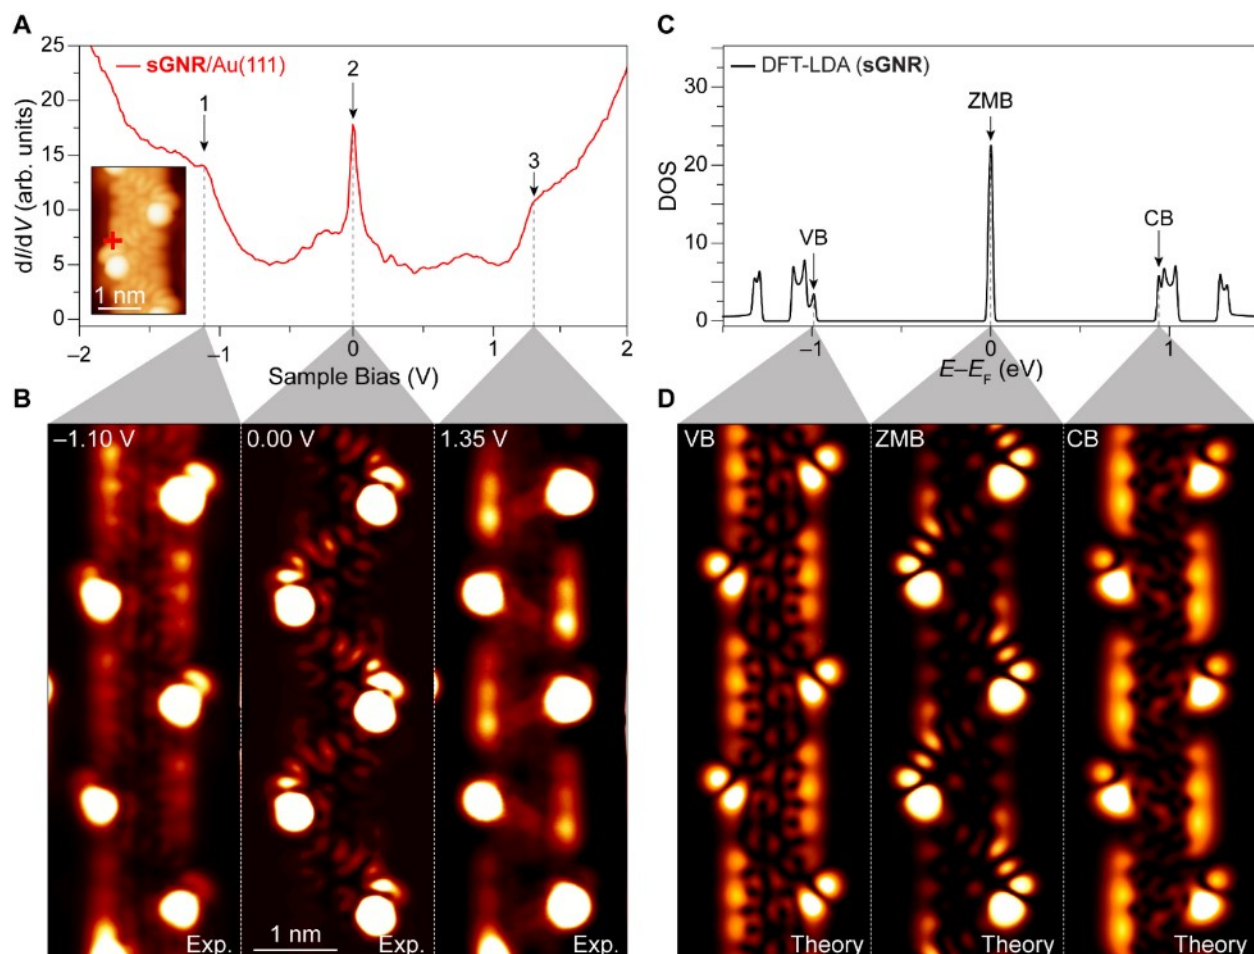 A
C
25
20
15
10
5
0
dI/dV (arb. units)
sGNR/Au(111)
1
2
3
1 nm
−2
−1
0
1
2
Sample Bias (V)
35
30
20
10
0
DOS
DFT-LDA (sGNR)
ZMB
VB
CB
−1
0
1
E–E_F (eV)
B
D
–1.10 V
0.00 V
1.35 V
VB
ZMB
CB
Exp.
1 nm
Exp.
Exp.
Theory
Theory
Theory